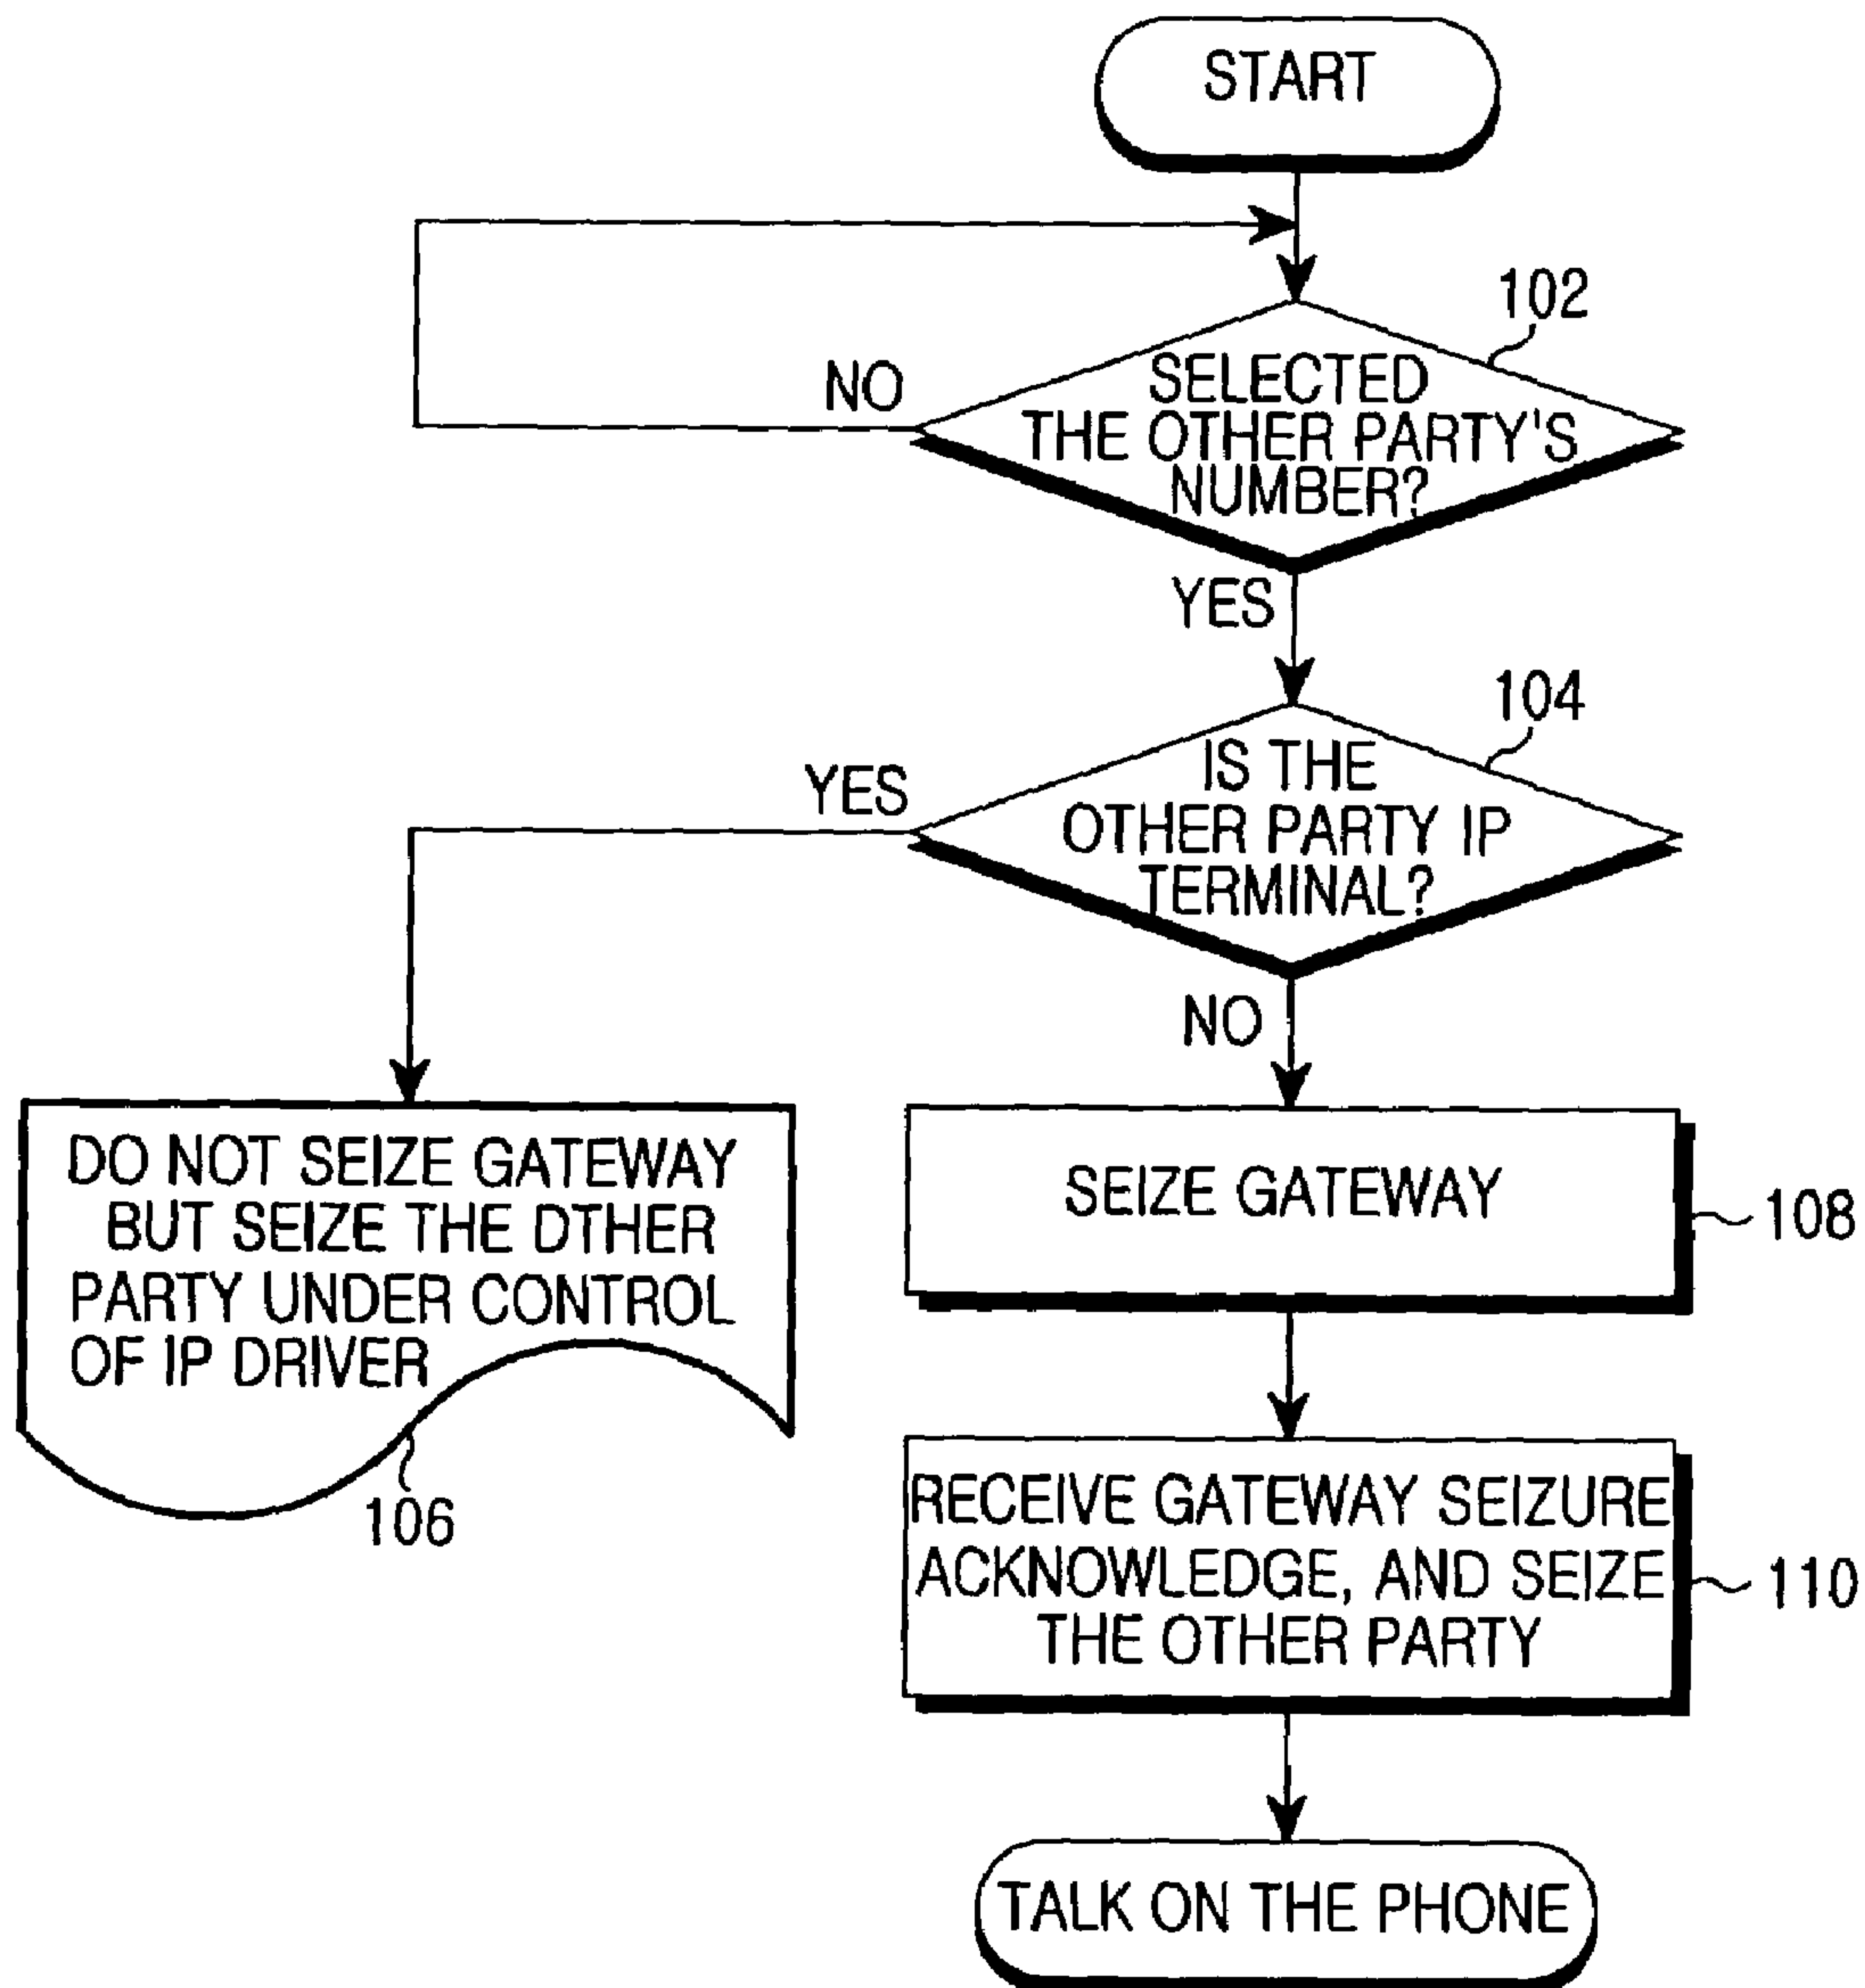 START
102
NO
SELECTED
THE OTHER PARTY'S
NUMBER?
YES
104
YES
IS THE
OTHER PARTY IP
TERMINAL?
NO
DO NOT SEIZE GATEWAY
BUT SEIZE THE DTHER
PARTY UNDER CONTROL
OF IP DRIVER
106
SEIZE GATEWAY
108
RECEIVE GATEWAY SEIZURE
ACKNOWLEDGE, AND SEIZE
THE OTHER PARTY
110
TALK ON THE PHONE